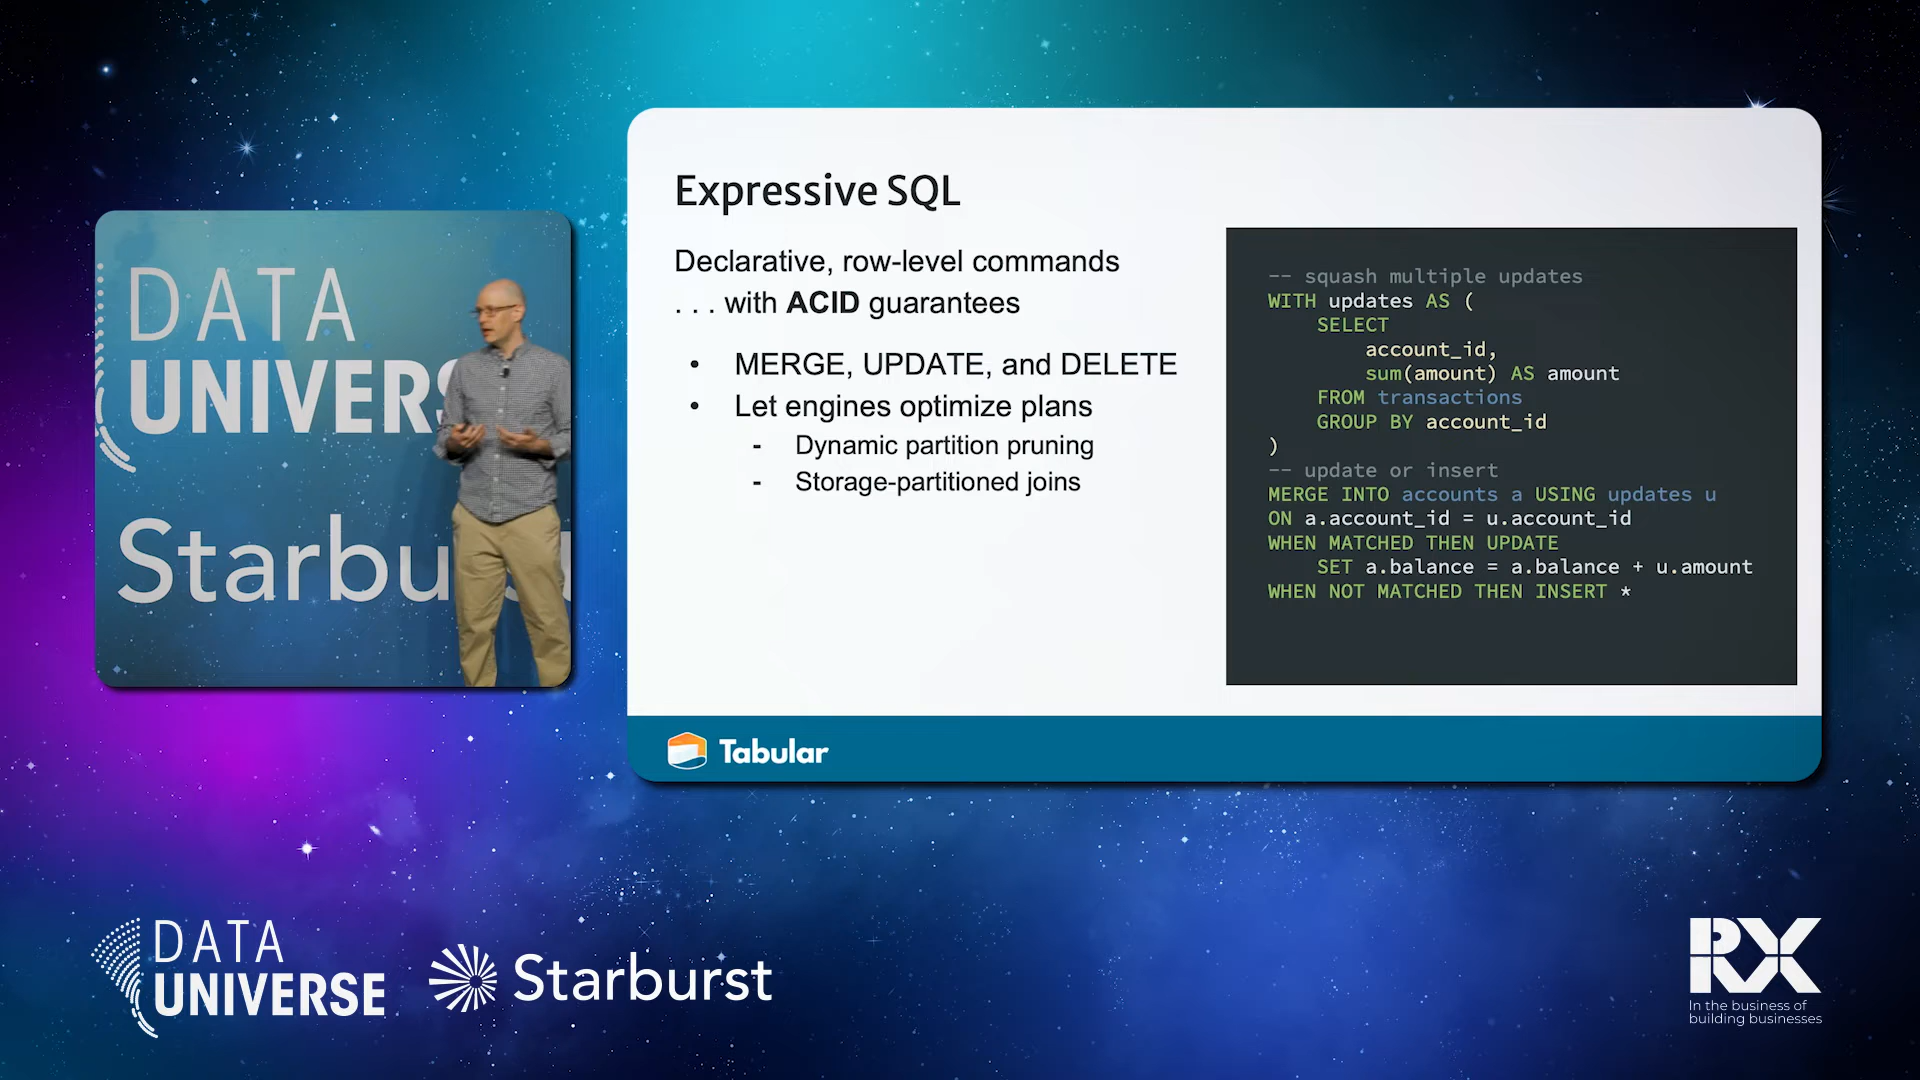 DATA
UNIVERS
Starbu st
Expressive SQL
Declarative, row-level commands
. . . with ACID guarantees
• MERGE, UPDATE, and DELETE
• Let engines optimize plans
- Dynamic partition pruning
- Storage-partitioned joins
-- squash multiple updates
WITH updates AS (
SELECT
account_id,
sum(amount) AS amount
FROM transactions
GROUP BY account_id
)
-- update or insert
MERGE INTO accounts a USING updates u
ON a.account_id = u.account_id
WHEN MATCHED THEN UPDATE
SET a.balance = a.balance + u.amount
WHEN NOT MATCHED THEN INSERT *
Tabular
DATA
UNIVERSE
Starburst
RX
In the business of
building businesses